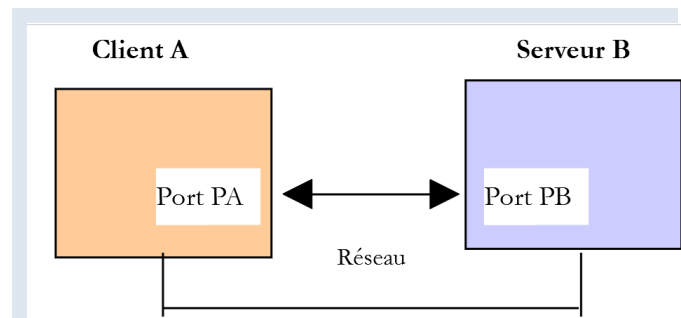 Client A
Serveur B
Port PA
Port PB
Réseau